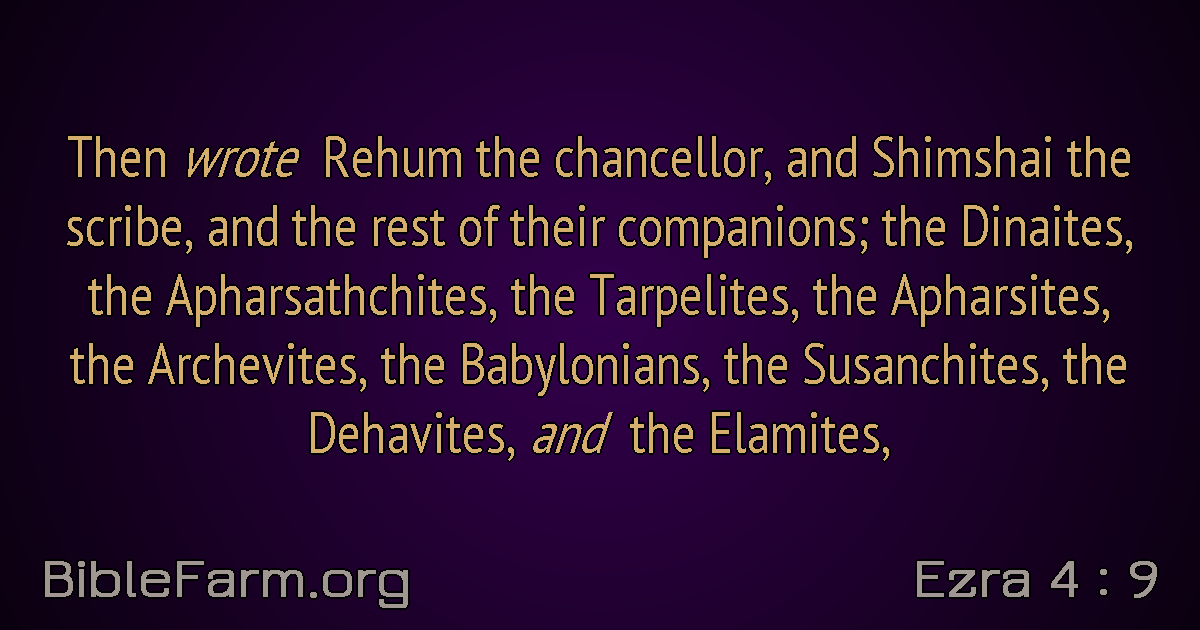 Then wrote Rehum the chancellor, and Shimshai the
scribe, and the rest of their companions; the Dinaites,
the Apharsathchites, the Tarpelites, the Apharsites,
the Archevites, the Babylonians, the Susanchites, the
Dehavites, and the Elamites,
BibleFarm.org
Ezra 4 : 9